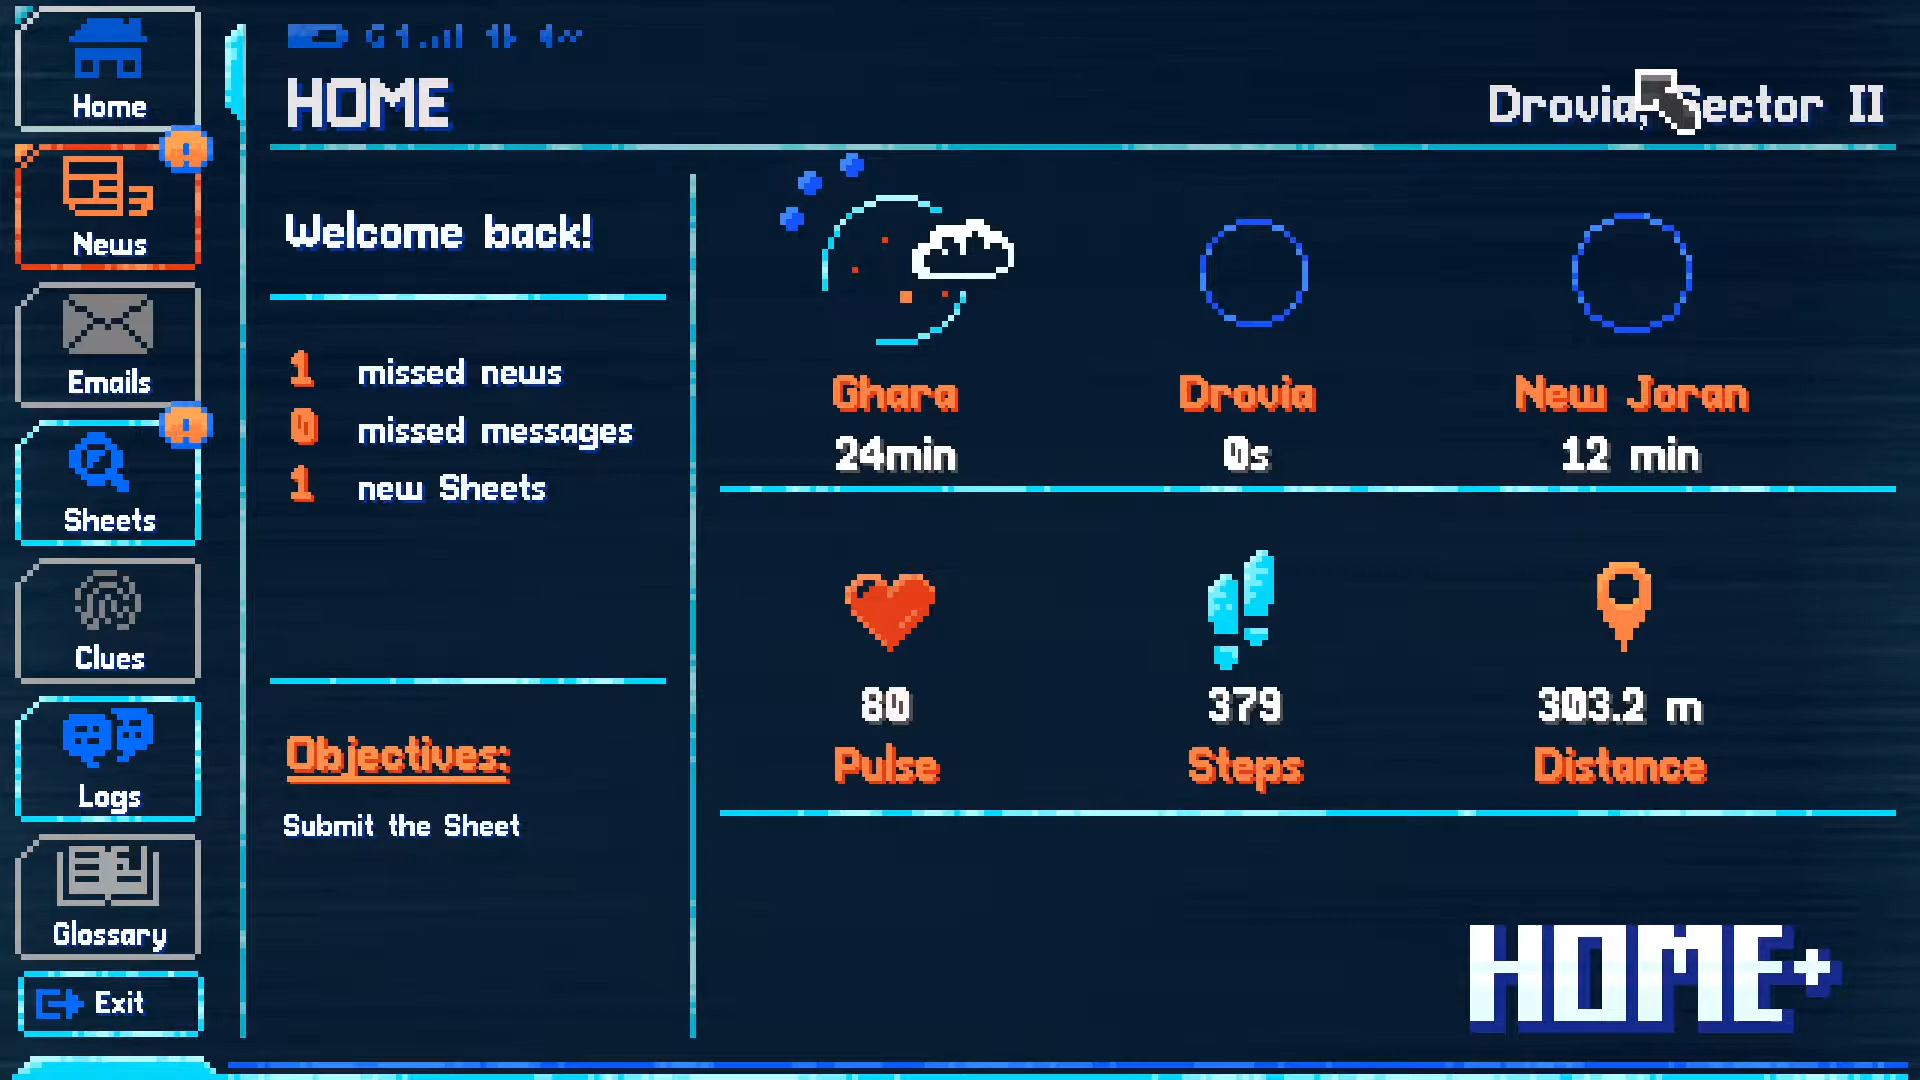 Home
News
Emails
Sheets
Clues
Logs
Glossary
Exit
HOME
Drovia, Sector II
Welcome back!
1 missed news
0 missed messages
1 new Sheets
Objectives:
Submit the Sheet
Ghara
24min
Drovia
0s
New Joran
12 min
80
Pulse
379
Steps
303.2 m
Distance
HOME+